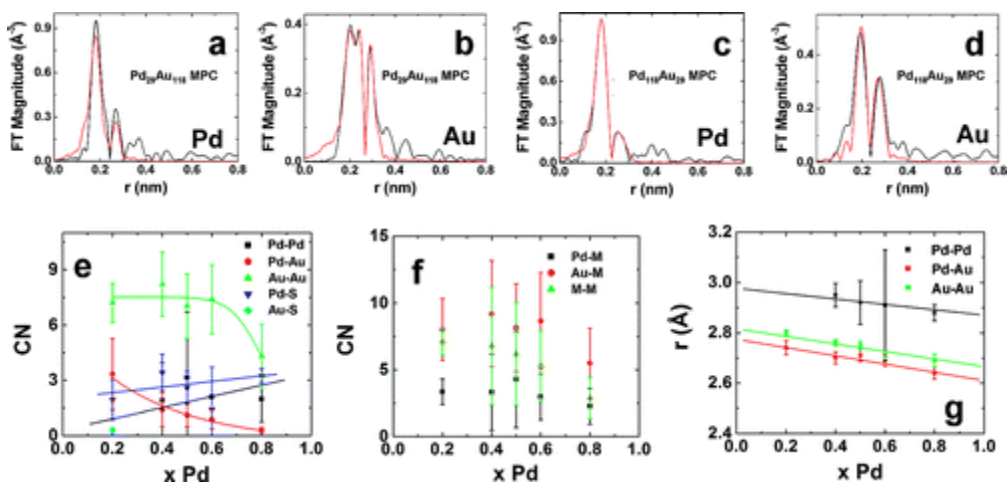 a
b
c
d
FT Magnitude (Å⁻³)
0.9
0.6
0.3
0.0
Pd₂₉Au₁₁₈ MPC
Pd
0.0 0.2 0.4 0.6 0.8
r (nm)
FT Magnitude (Å⁻³)
0.4
0.2
0.0
Pd₂₉Au₁₁₈ MPC
Au
0.0 0.2 0.4 0.6 0.8
r (nm)
FT Magnitude (Å⁻³)
0.9
0.6
0.3
0.0
Pd₁₁₈Au₂₉ MPC
Pd
0.0 0.2 0.4 0.6 0.8
r (nm)
FT Magnitude (Å⁻³)
0.6
0.3
0.0
Pd₁₁₈Au₂₉ MPC
Au
0.0 0.2 0.4 0.6 0.8
r (nm)
e
CN
9
6
3
0
Pd-Pd
Pd-Au
Au-Au
Pd-S
Au-S
0.0 0.2 0.4 0.6 0.8 1.0
x Pd
f
CN
15
10
5
0
Pd-M
Au-M
M-M
0.0 0.2 0.4 0.6 0.8 1.0
x Pd
g
r (Å)
3.2
3.0
2.8
2.6
2.4
Pd-Pd
Pd-Au
Au-Au
0.0 0.2 0.4 0.6 0.8 1.0
x Pd